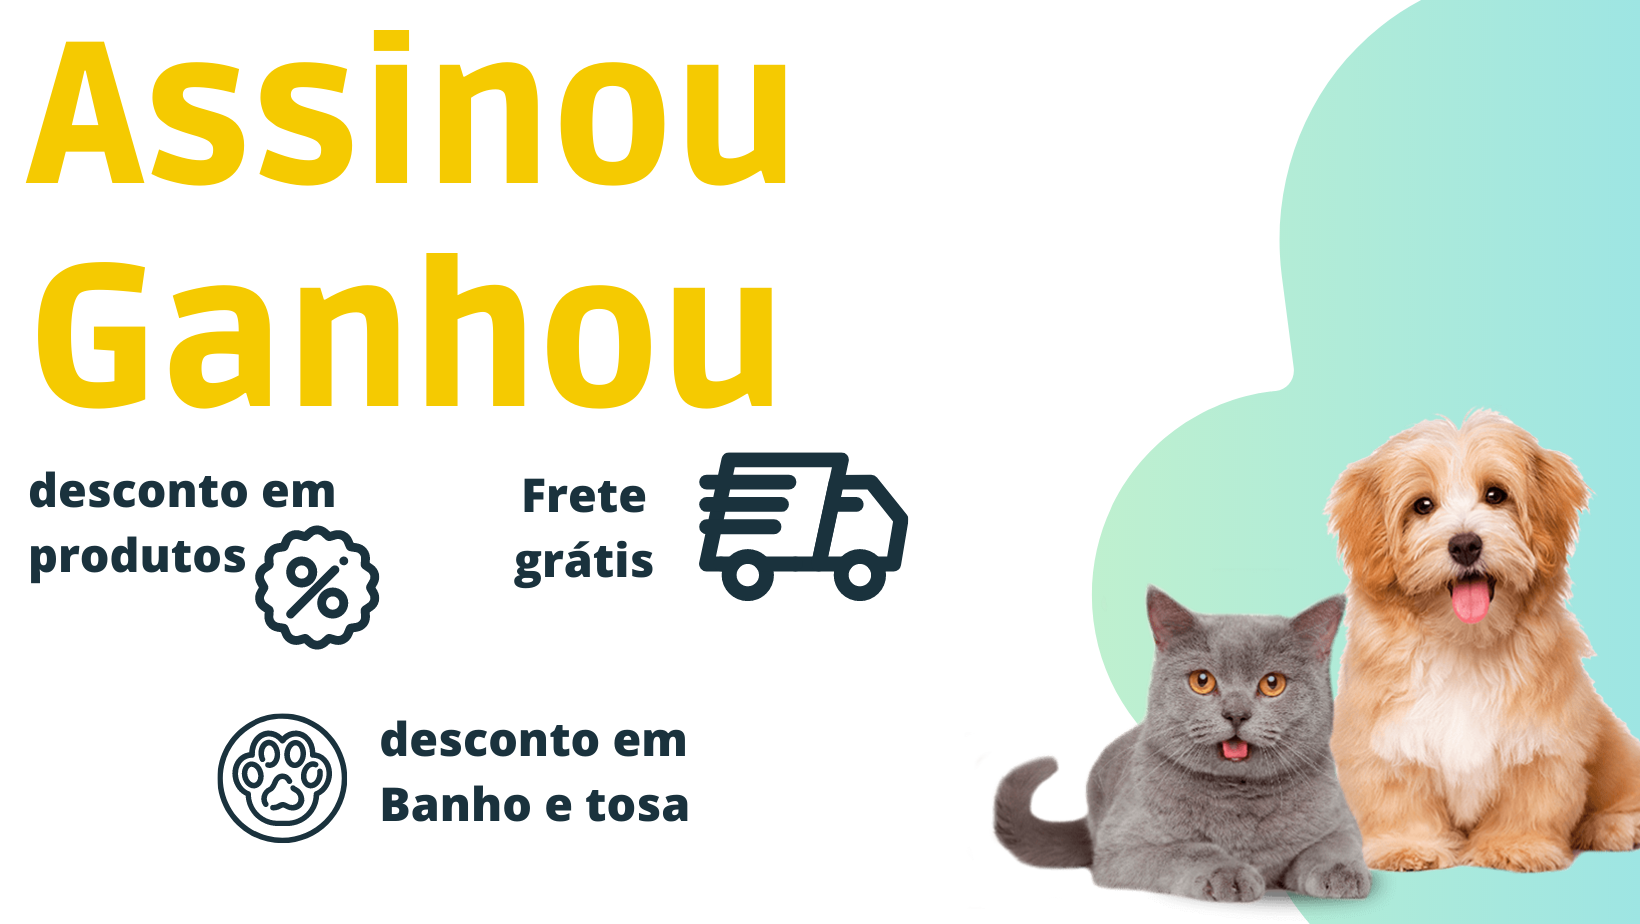 Assinou
Ganhou
desconto em
produtos
Frete
grátis
desconto em
Banho e tosa